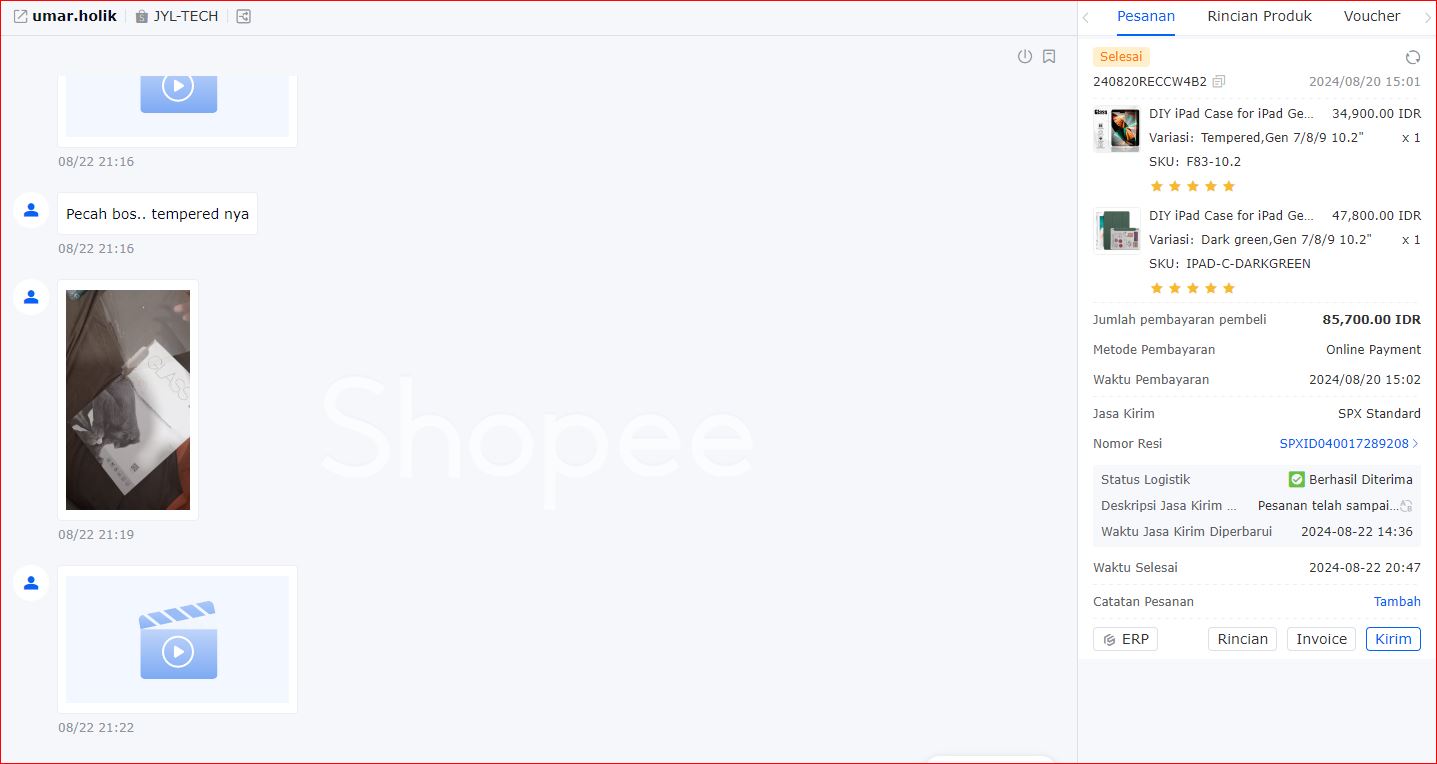 umar.holik
JYL-TECH
08/22 21:16
Pecah bos.. tempered nya
08/22 21:16
GLASS
08/22 21:19
08/22 21:22
Shopee
Pesanan
Rincian Produk
Voucher
Selesai
240820RECCW4B2
2024/08/20 15:01
DIY iPad Case for iPad Ge... 34,900.00 IDR
Variasi: Tempered,Gen 7/8/9 10.2" x 1
SKU: F83-10.2
DIY iPad Case for iPad Ge... 47,800.00 IDR
Variasi: Dark green,Gen 7/8/9 10.2" x 1
SKU: IPAD-C-DARKGREEN
Jumlah pembayaran pembeli 85,700.00 IDR
Metode Pembayaran Online Payment
Waktu Pembayaran 2024/08/20 15:02
Jasa Kirim SPX Standard
Nomor Resi SPXID040017289208
Status Logistik Berhasil Diterima
Deskripsi Jasa Kirim ... Pesanan telah sampai...
Waktu Jasa Kirim Diperbarui 2024-08-22 14:36
Waktu Selesai 2024-08-22 20:47
Catatan Pesanan Tambah
ERP Rincian Invoice Kirim